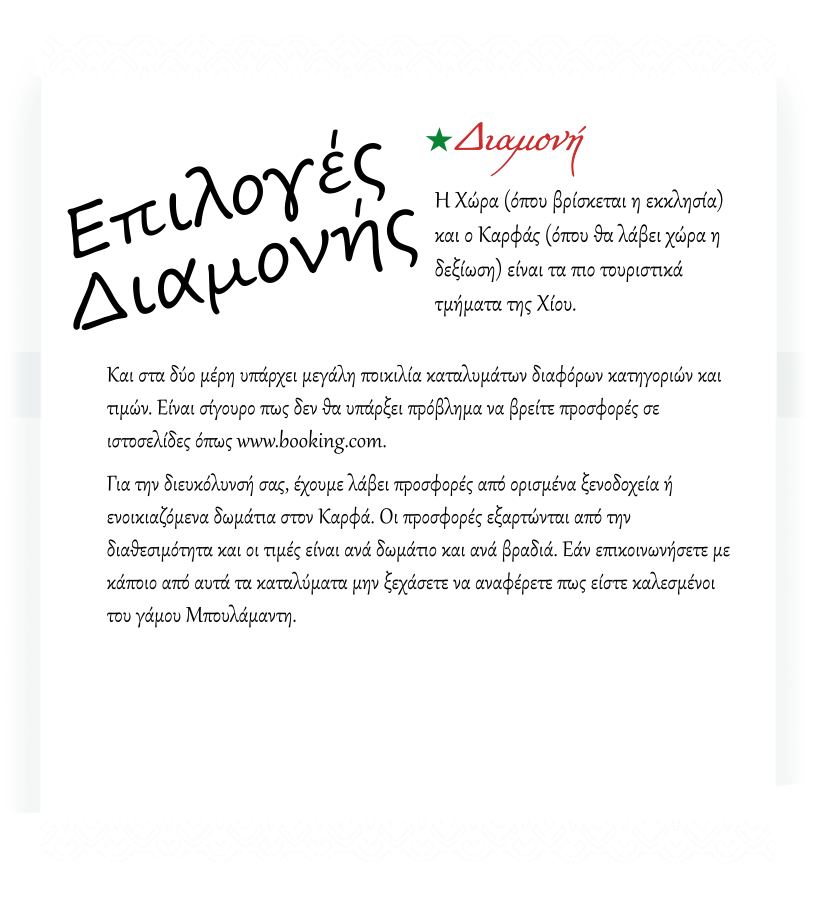 Επιλογές
Διαμονής
Διαμονή
Η Χώρα (όπου βρίσκεται η εκκλησία)
και ο Καρφάς (όπου θα λάβει χώρα η
δεξίωση) είναι τα πιο τουριστικά
τμήματα της Χίου.
Και στα δύο μέρη υπάρχει μεγάλη ποικιλία καταλυμάτων διαφόρων κατηγοριών και
τιμών. Είναι σίγουρο πως δεν θα υπάρξει πρόβλημα να βρείτε προσφορές σε
ιστοσελίδες όπως www.booking.com.
Για την διευκόλυνσή σας, έχουμε λάβει προσφορές από ορισμένα ξενοδοχεία ή
ενοικιαζόμενα δωμάτια στον Καρφά. Οι προσφορές εξαρτώνται από την
διαθεσιμότητα και οι τιμές είναι ανά δωμάτιο και ανά βραδιά. Εάν επικοινωνήσετε με
κάποιο από αυτά τα καταλύματα μην ξεχάσετε να αναφέρετε πως είστε καλεσμένοι
του γάμου Μπουλάμαντη.